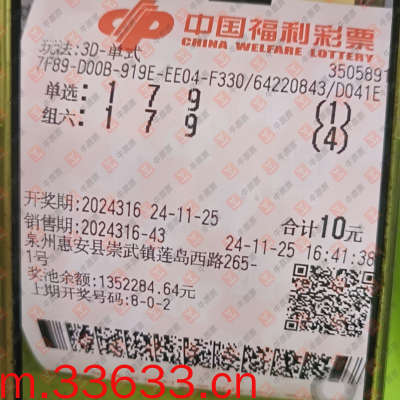 中国福利彩票
CHINA WELFARE LOTTERY
玩法:3D-单式
3505891
7F89-D00B-919E-EE04-F330/64220843/D041E
单选: 1 7 9 (1)
组六: 1 7 9 (4)
开奖期:2024316 24-11-25 合计10元
销售期:2024316-43 24-11-25 16:41:38
泉州惠安县崇武镇莲岛西路265-
1号
奖池余额:1352284.64元
上期开奖号码:8-0-2
m.33633.cn